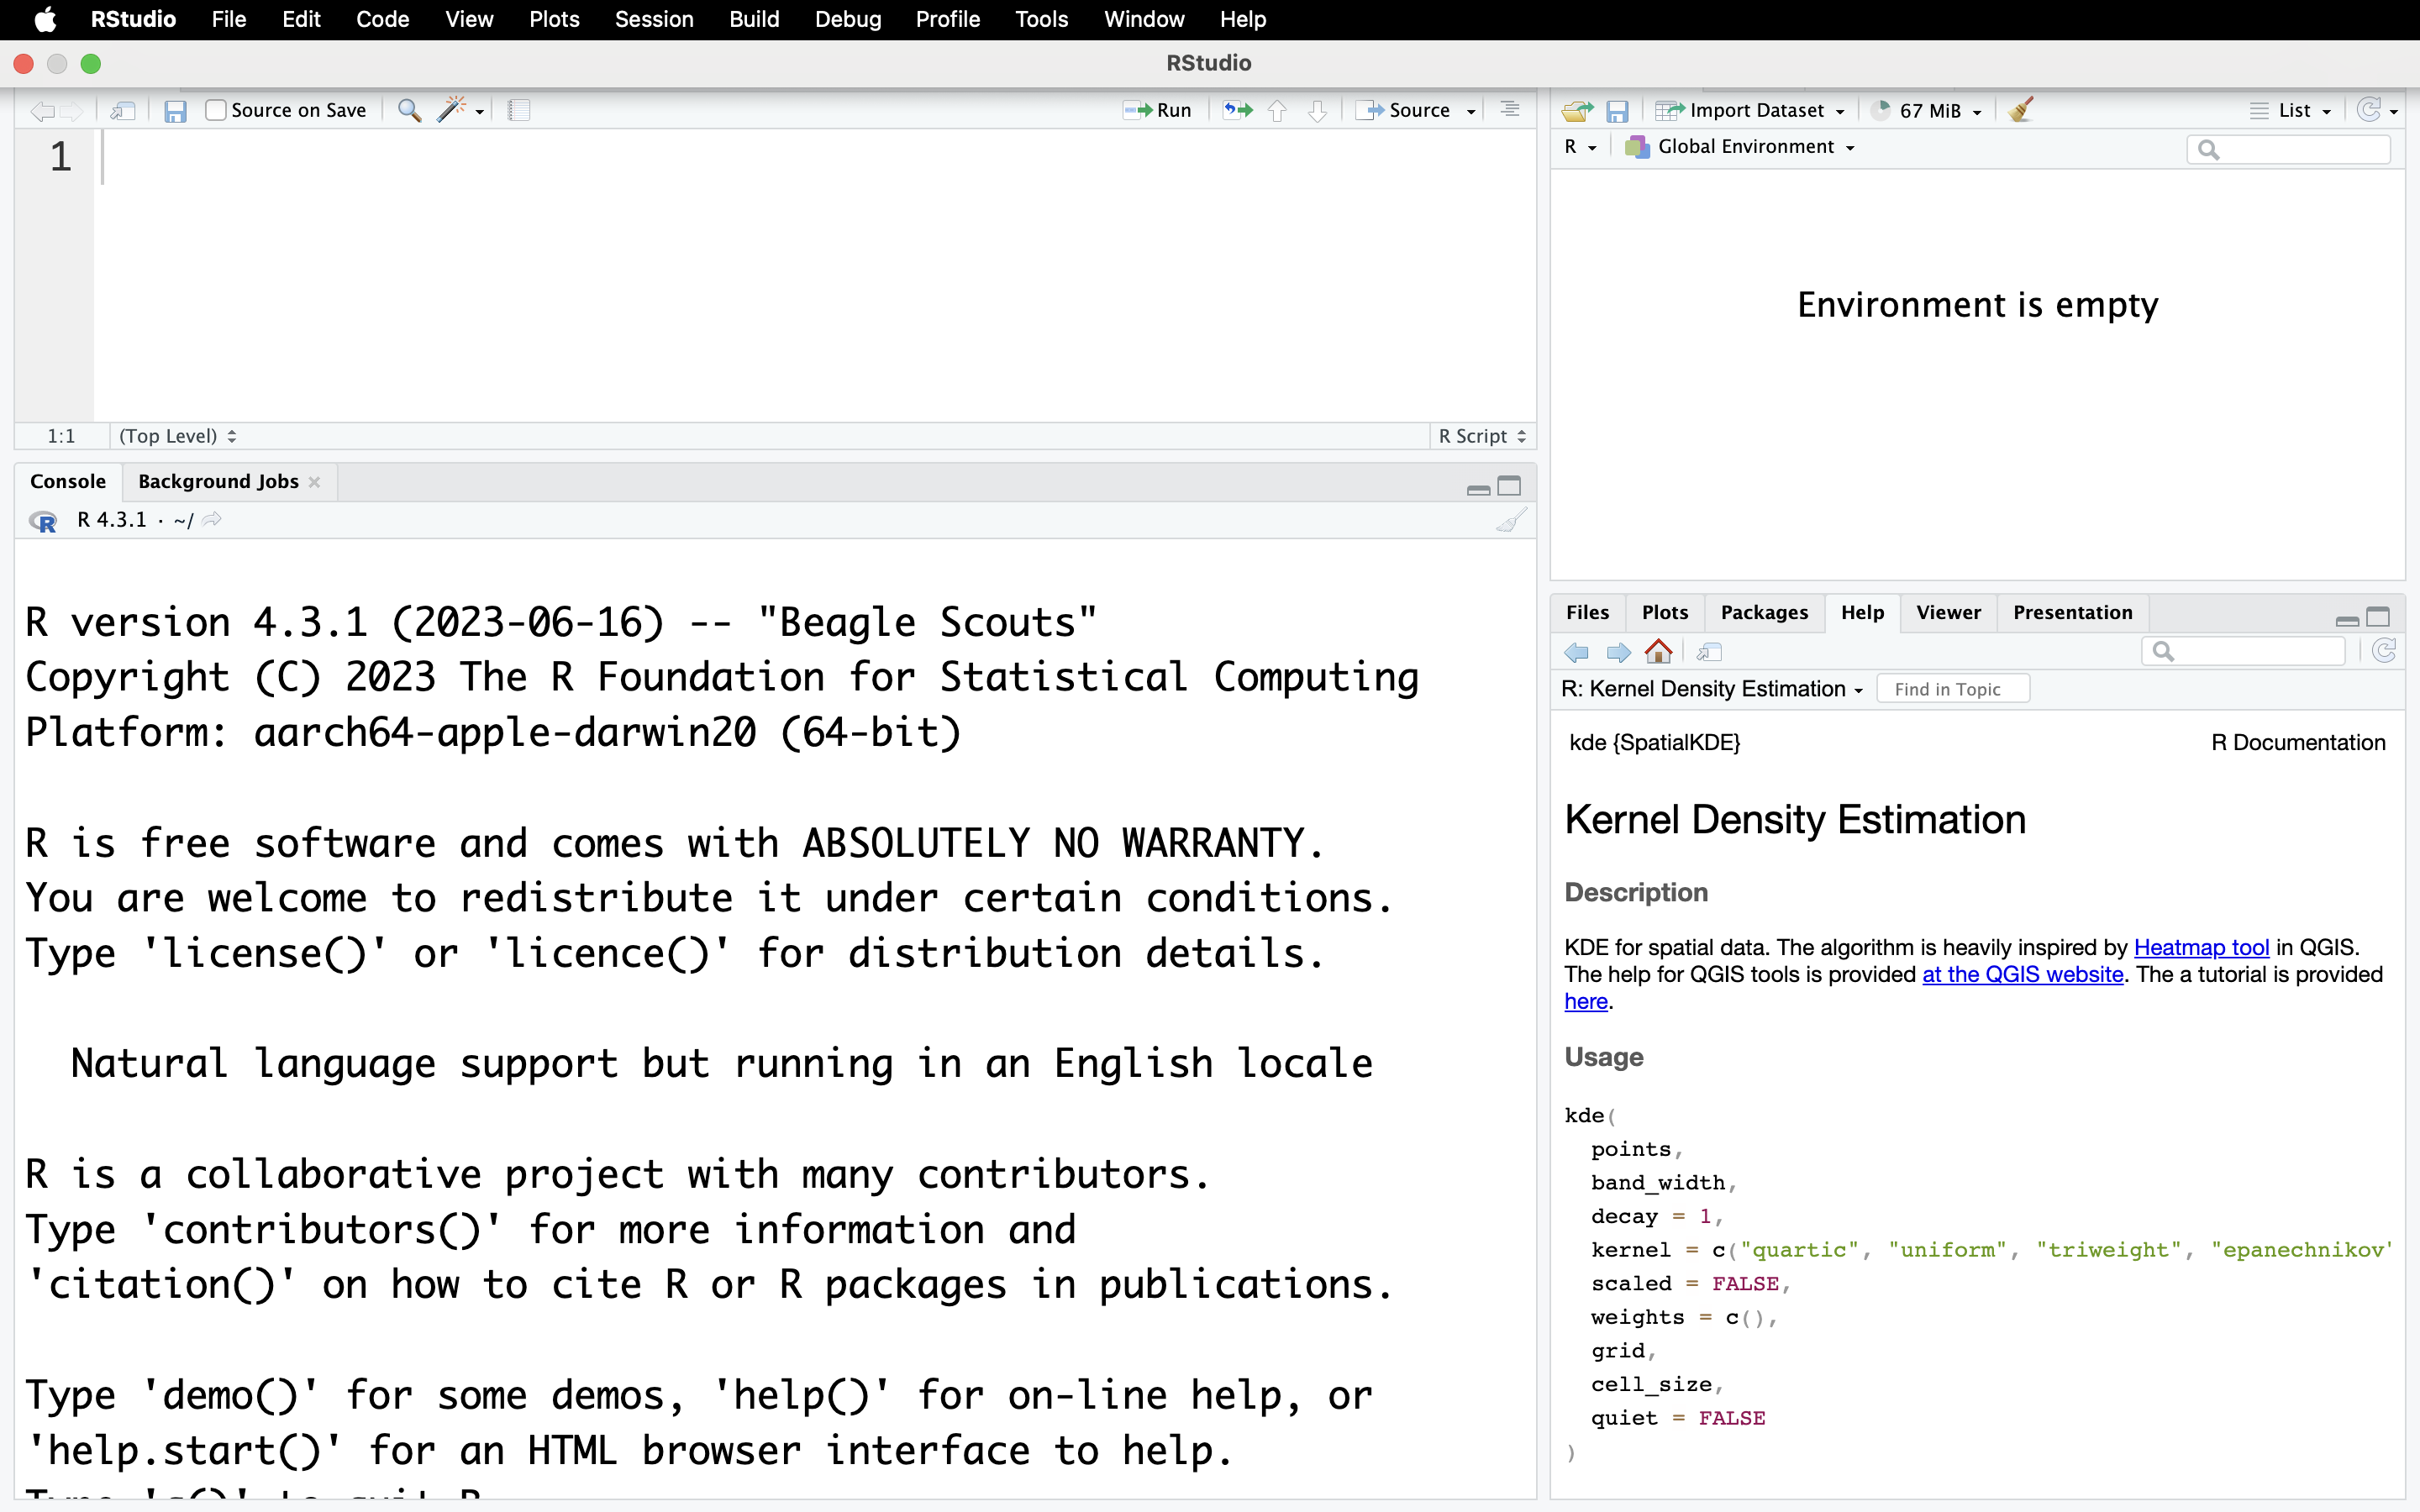 RStudio File Edit Code View Plots Session Build Debug Profile Tools Window Help
RStudio
Source on Save Run Source
1
1:1 (Top Level) R Script
Console Background Jobs
R 4.3.1 · ~/
R version 4.3.1 (2023-06-16) -- "Beagle Scouts"
Copyright (C) 2023 The R Foundation for Statistical Computing
Platform: aarch64-apple-darwin20 (64-bit)
R is free software and comes with ABSOLUTELY NO WARRANTY.
You are welcome to redistribute it under certain conditions.
Type 'license()' or 'licence()' for distribution details.
Natural language support but running in an English locale
R is a collaborative project with many contributors.
Type 'contributors()' for more information and
'citation()' on how to cite R or R packages in publications.
Type 'demo()' for some demos, 'help()' for on-line help, or
'help.start()' for an HTML browser interface to help.
Import Dataset 67 MiB List
R Global Environment
Environment is empty
Files Plots Packages Help Viewer Presentation
R: Kernel Density Estimation Find in Topic
kde {SpatialKDE} R Documentation
Kernel Density Estimation
Description
KDE for spatial data. The algorithm is heavily inspired by Heatmap tool in QGIS.
The help for QGIS tools is provided at the QGIS website. The a tutorial is provided
here.
Usage
kde(
points,
band_width,
decay = 1,
kernel = c("quartic", "uniform", "triweight", "epanechnikov"
scaled = FALSE,
weights = c(),
grid,
cell_size,
quiet = FALSE
)